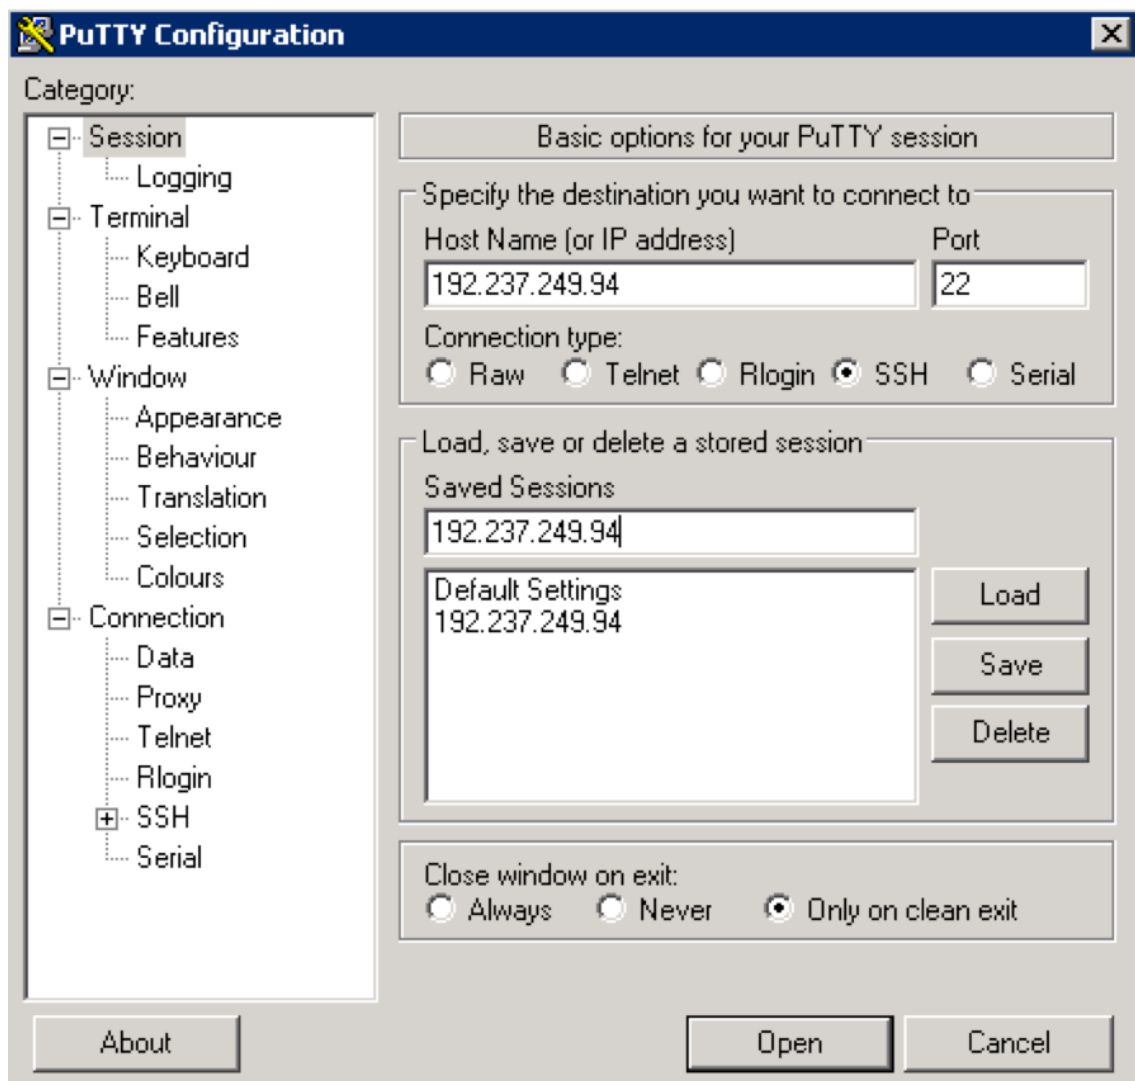 PuTTY Configuration
Category:
Session
Logging
Terminal
Keyboard
Bell
Features
Window
Appearance
Behaviour
Translation
Selection
Colours
Connection
Data
Proxy
Telnet
Rlogin
SSH
Serial
Basic options for your PuTTY session
Specify the destination you want to connect to
Host Name (or IP address) Port
192.237.249.94 22
Connection type:
Raw Telnet Rlogin SSH Serial
Load, save or delete a stored session
Saved Sessions
192.237.249.94
Default Settings
192.237.249.94
Load
Save
Delete
Close window on exit:
Always Never Only on clean exit
About Open Cancel